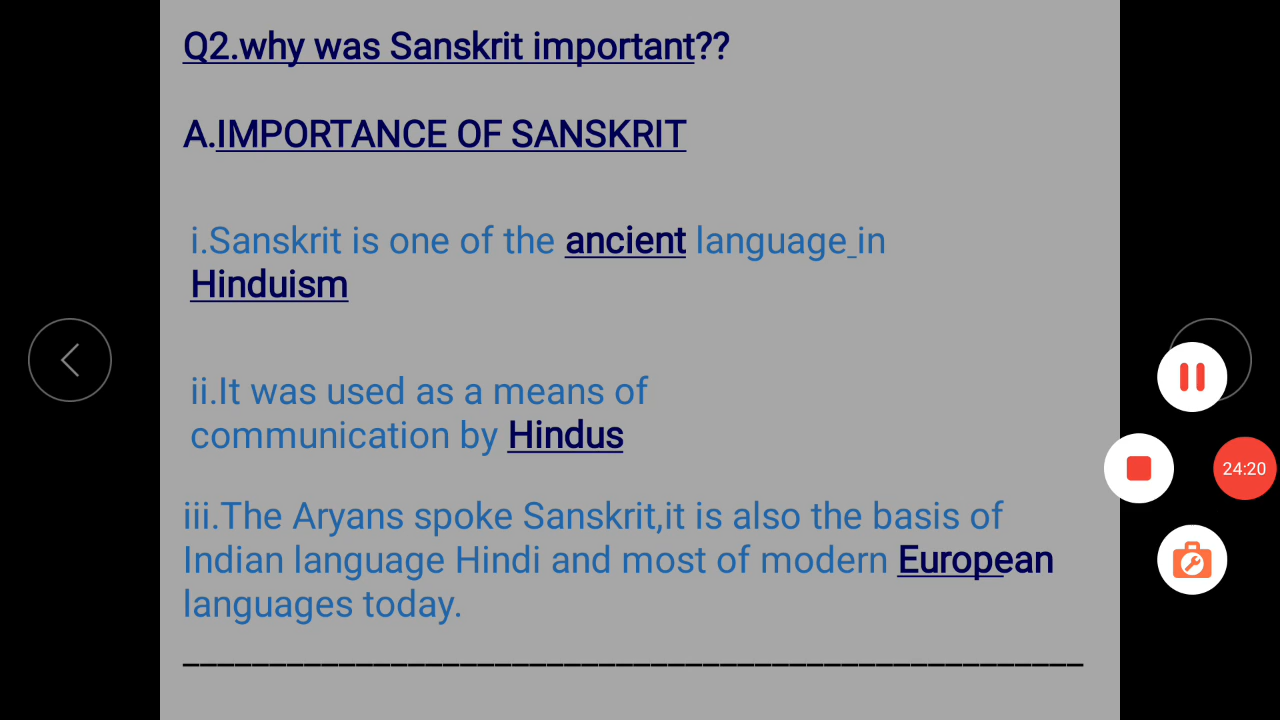 Q2.why was Sanskrit important??
A.IMPORTANCE OF SANSKRIT
i.Sanskrit is one of the ancient language in
Hinduism
ii.It was used as a means of
communication by Hindus
iii.The Aryans spoke Sanskrit,it is also the basis of
Indian language Hindi and most of modern European
languages today.
24:20